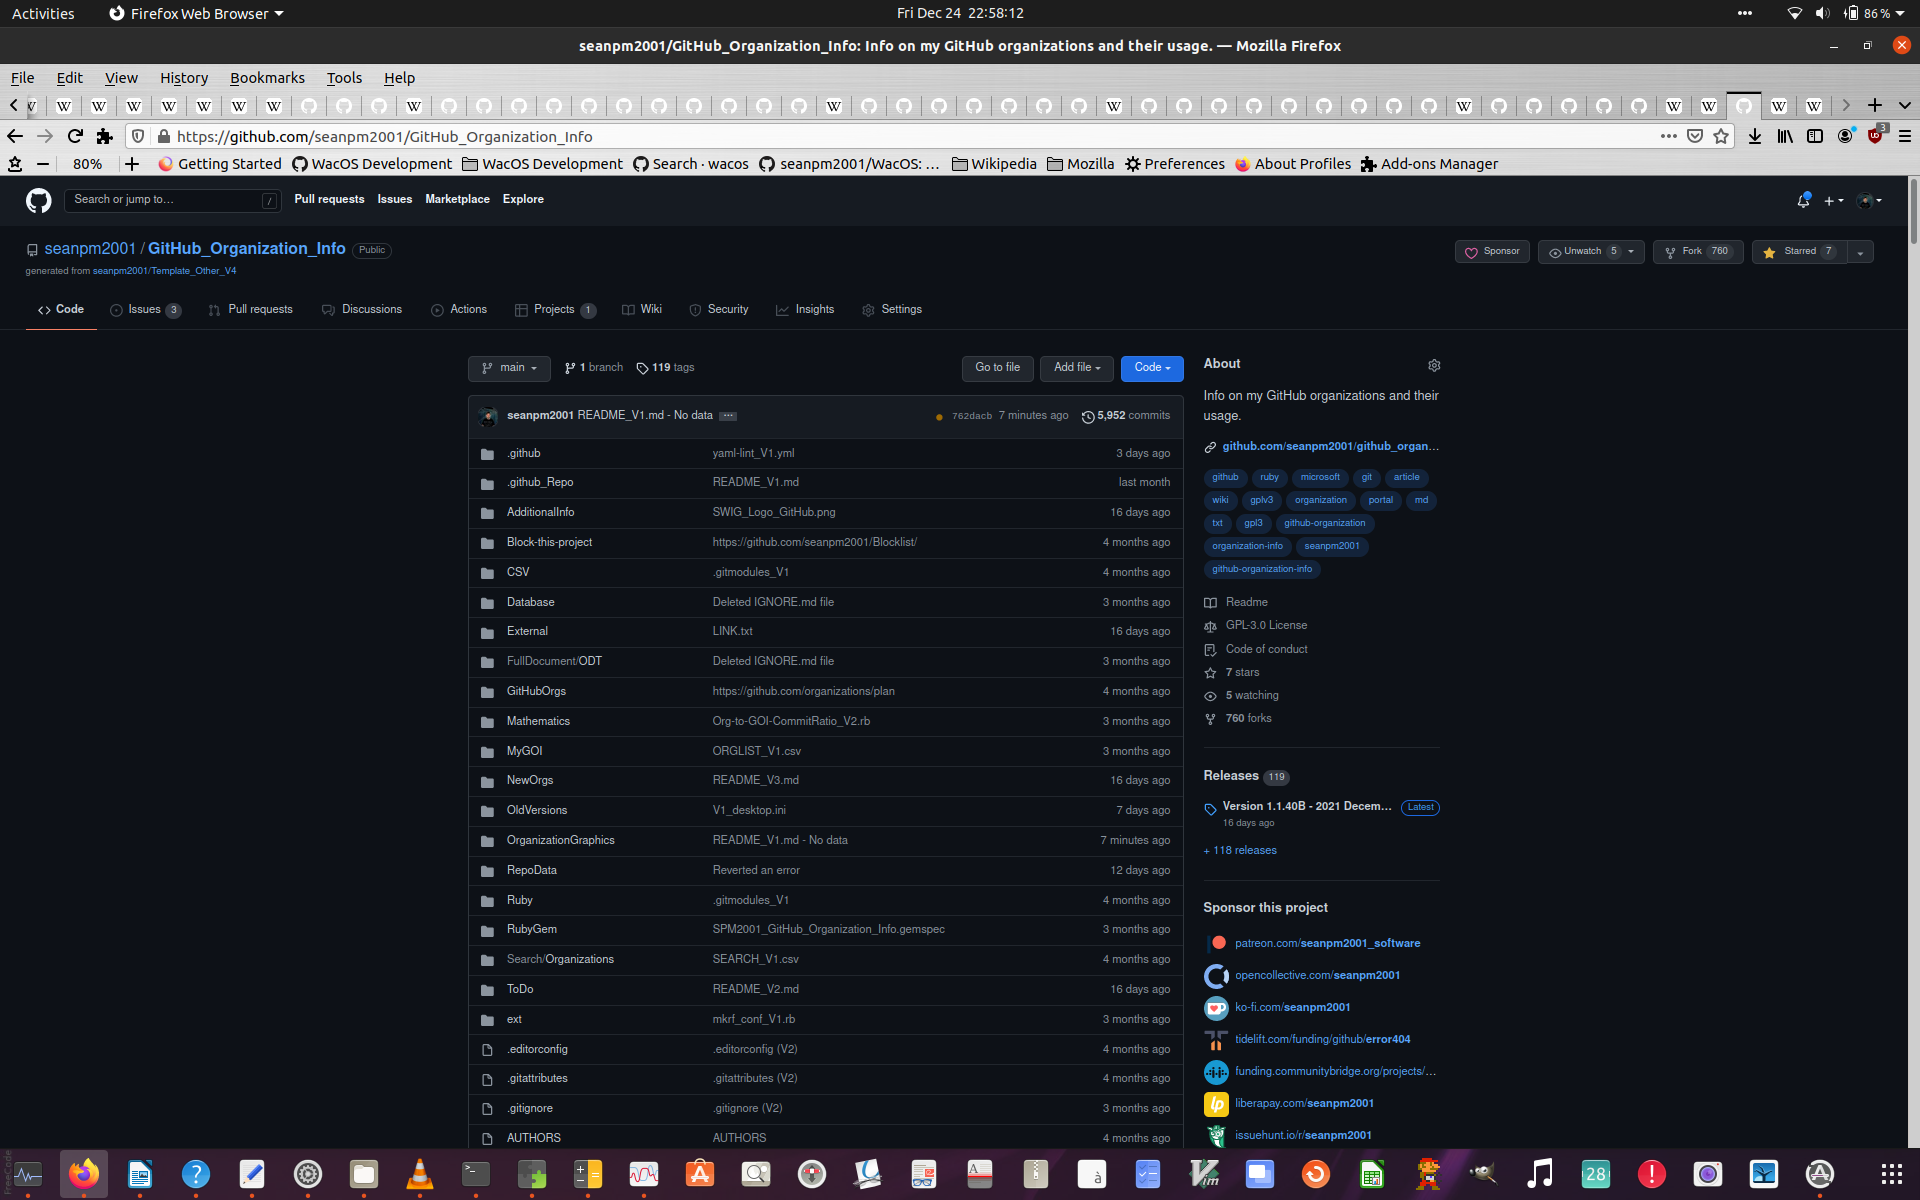 Activities
Firefox Web Browser
Fri Dec 24 22:58:12
86 %
seanpm2001/GitHub_Organization_Info: Info on my GitHub organizations and their usage. — Mozilla Firefox
File Edit View History Bookmarks Tools Help
https://github.com/seanpm2001/GitHub_Organization_Info
3
80% Getting Started WacOS Development WacOS Development Search · wacos seanpm2001/WacOS: … Wikipedia Mozilla Preferences About Profiles Add-ons Manager
Search or jump to… /
Pull requests Issues Marketplace Explore
seanpm2001 / GitHub_Organization_Info Public
generated from seanpm2001/Template_Other_V4
Sponsor Unwatch 5 Fork 760 Starred 7
Code Issues 3 Pull requests Discussions Actions Projects 1 Wiki Security Insights Settings
main 1 branch 119 tags Go to file Add file Code
seanpm2001 README_V1.md - No data ... 762dacb 7 minutes ago 5,952 commits
.github yaml-lint_V1.yml 3 days ago
.github_Repo README_V1.md last month
AdditionalInfo SWIG_Logo_GitHub.png 16 days ago
Block-this-project https://github.com/seanpm2001/Blocklist/ 4 months ago
CSV .gitmodules_V1 4 months ago
Database Deleted IGNORE.md file 3 months ago
External LINK.txt 16 days ago
FullDocument/ODT Deleted IGNORE.md file 3 months ago
GitHubOrgs https://github.com/organizations/plan 4 months ago
Mathematics Org-to-GOI-CommitRatio_V2.rb 3 months ago
MyGOI ORGLIST_V1.csv 3 months ago
NewOrgs README_V3.md 16 days ago
OldVersions V1_desktop.ini 7 days ago
OrganizationGraphics README_V1.md - No data 7 minutes ago
RepoData Reverted an error 12 days ago
Ruby .gitmodules_V1 4 months ago
RubyGem SPM2001_GitHub_Organization_Info.gemspec 3 months ago
Search/Organizations SEARCH_V1.csv 4 months ago
ToDo README_V2.md 16 days ago
ext mkrf_conf_V1.rb 3 months ago
.editorconfig .editorconfig (V2) 4 months ago
.gitattributes .gitattributes (V2) 4 months ago
.gitignore .gitignore (V2) 3 months ago
AUTHORS AUTHORS 4 months ago
About
Info on my GitHub organizations and their
usage.
github.com/seanpm2001/github_organ…
github ruby microsoft git article
wiki gplv3 organization portal md
txt gpl3 github-organization
organization-info seanpm2001
github-organization-info
Readme
GPL-3.0 License
Code of conduct
7 stars
5 watching
760 forks
Releases 119
Version 1.1.40B - 2021 Decem… Latest
16 days ago
+ 118 releases
Sponsor this project
patreon.com/seanpm2001_software
opencollective.com/seanpm2001
ko-fi.com/seanpm2001
tidelift.com/funding/github/error404
funding.communitybridge.org/projects/…
liberapay.com/seanpm2001
issuehunt.io/r/seanpm2001
28